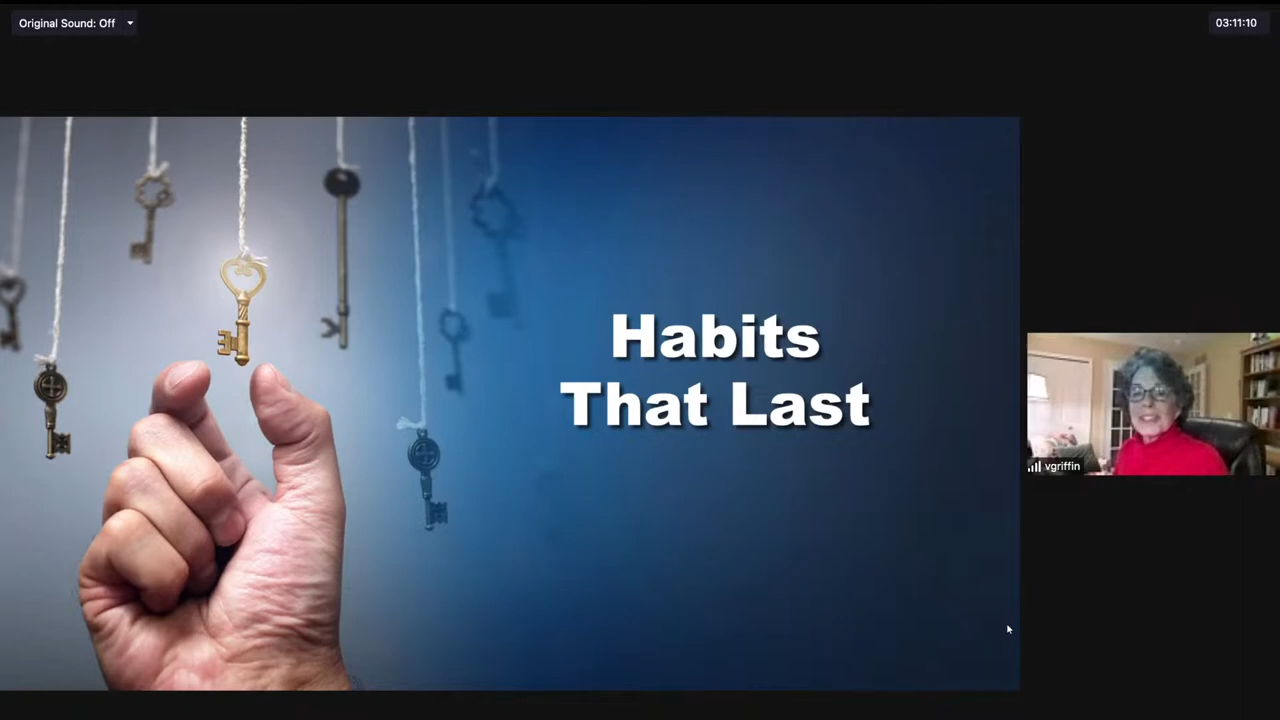 Original Sound: Off
03:11:10
Habits
That Last
vgriffin